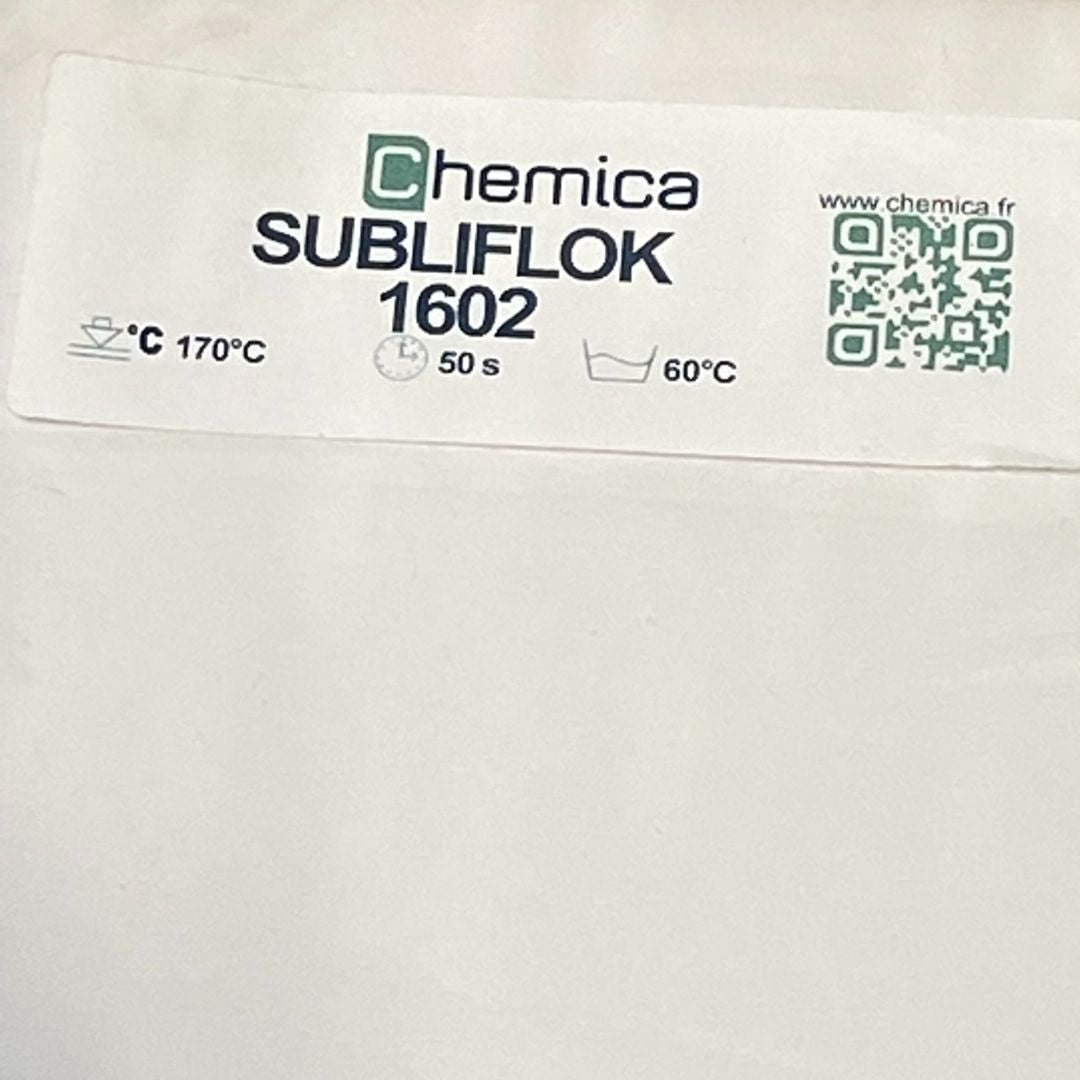 Chemica
www.chemica.fr
SUBLIFLOK
1602
°C 170°C
50 s
60°C